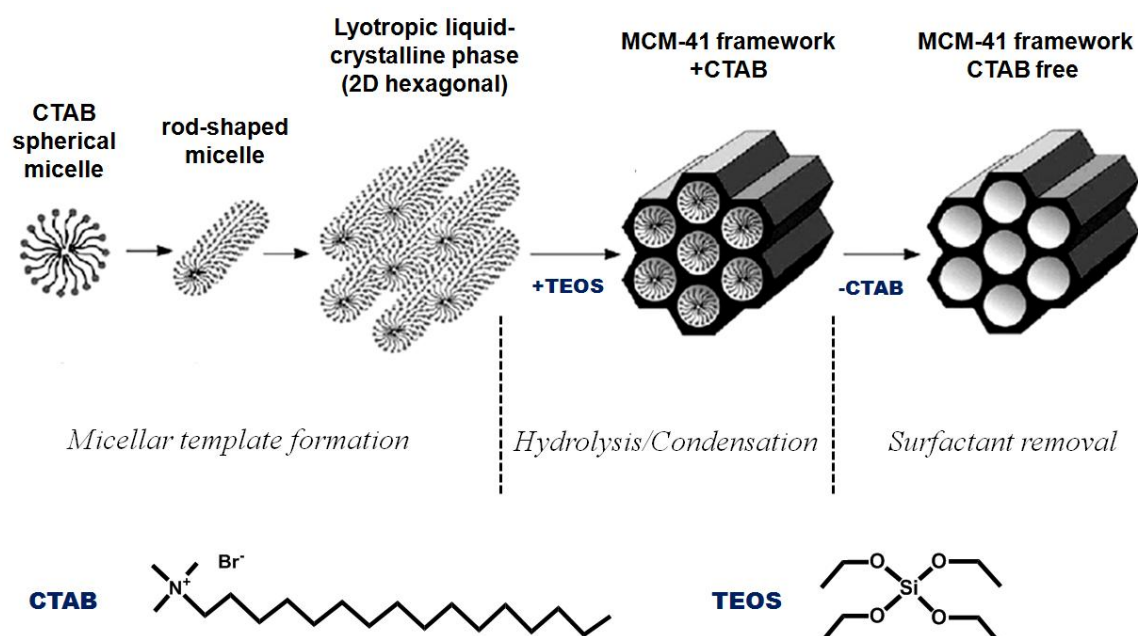 Lyotropic liquid-
crystalline phase
(2D hexagonal)
MCM-41 framework
+CTAB
MCM-41 framework
CTAB free
CTAB
spherical
micelle
rod-shaped
micelle
+TEOS
-CTAB
Micellar template formation
Hydrolysis/Condensation
Surfactant removal
CTAB
N+
Br-
TEOS
O
O
Si
O
O